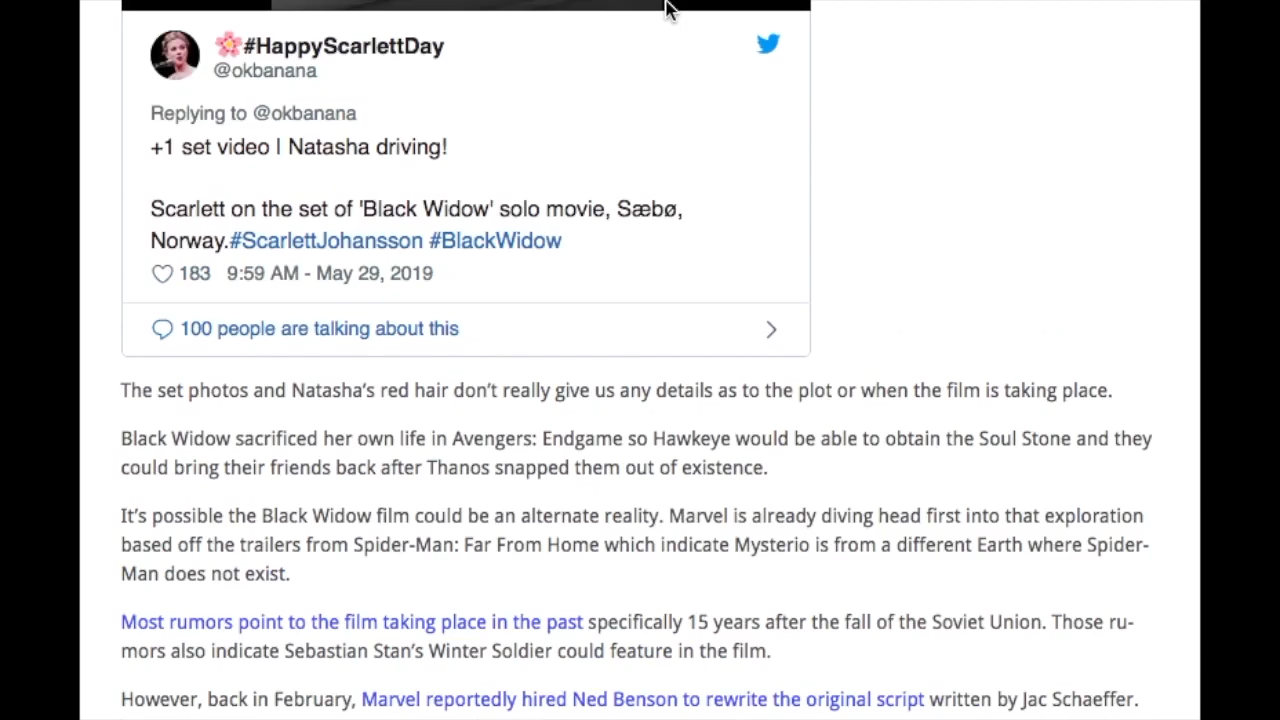 🌸#HappyScarlettDay
@okbanana
Replying to @okbanana
+1 set video l Natasha driving!
Scarlett on the set of 'Black Widow' solo movie, Sæbø,
Norway.#ScarlettJohansson #BlackWidow
183 9:59 AM - May 29, 2019
100 people are talking about this
The set photos and Natasha’s red hair don’t really give us any details as to the plot or when the film is taking place.
Black Widow sacrificed her own life in Avengers: Endgame so Hawkeye would be able to obtain the Soul Stone and they
could bring their friends back after Thanos snapped them out of existence.
It’s possible the Black Widow film could be an alternate reality. Marvel is already diving head first into that exploration
based off the trailers from Spider-Man: Far From Home which indicate Mysterio is from a different Earth where Spider-
Man does not exist.
Most rumors point to the film taking place in the past specifically 15 years after the fall of the Soviet Union. Those ru-
mors also indicate Sebastian Stan’s Winter Soldier could feature in the film.
However, back in February, Marvel reportedly hired Ned Benson to rewrite the original script written by Jac Schaeffer.